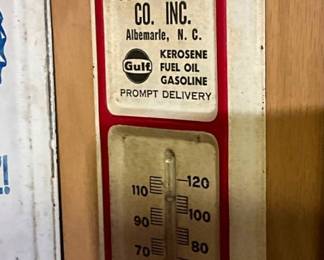 CO. INC.
Albemarle, N. C.
Gulf
KEROSENE
FUEL OIL
GASOLINE
PROMPT DELIVERY
120
110
100
90
80
70